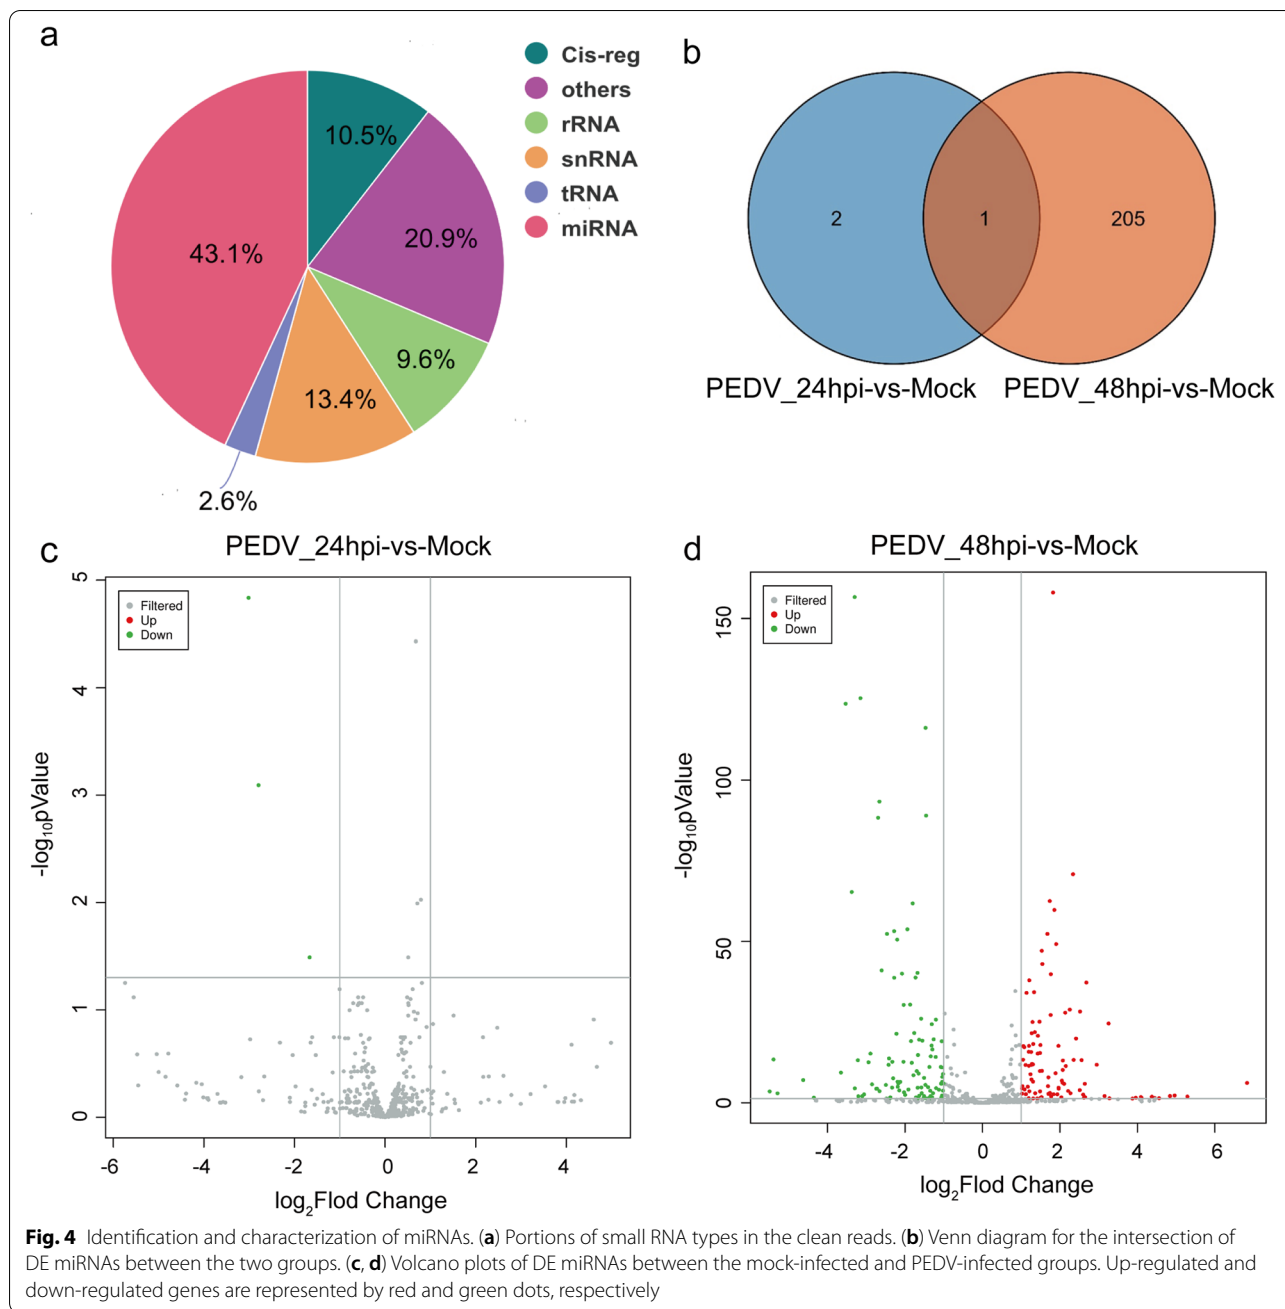 a
Cis-reg
others
rRNA
snRNA
tRNA
miRNA
10.5%
20.9%
9.6%
13.4%
2.6%
43.1%
b
2
1
205
PEDV_24hpi-vs-Mock
PEDV_48hpi-vs-Mock
c
PEDV_24hpi-vs-Mock
Filtered
Up
Down
5
4
3
2
1
0
-log₁₀pValue
-6
-4
-2
0
2
4
log₂Flod Change
d
PEDV_48hpi-vs-Mock
Filtered
Up
Down
150
100
50
0
-log₁₀pValue
-4
-2
0
2
4
6
log₂Flod Change
Fig. 4 Identification and characterization of miRNAs. (a) Portions of small RNA types in the clean reads. (b) Venn diagram for the intersection of
DE miRNAs between the two groups. (c, d) Volcano plots of DE miRNAs between the mock-infected and PEDV-infected groups. Up-regulated and
down-regulated genes are represented by red and green dots, respectively